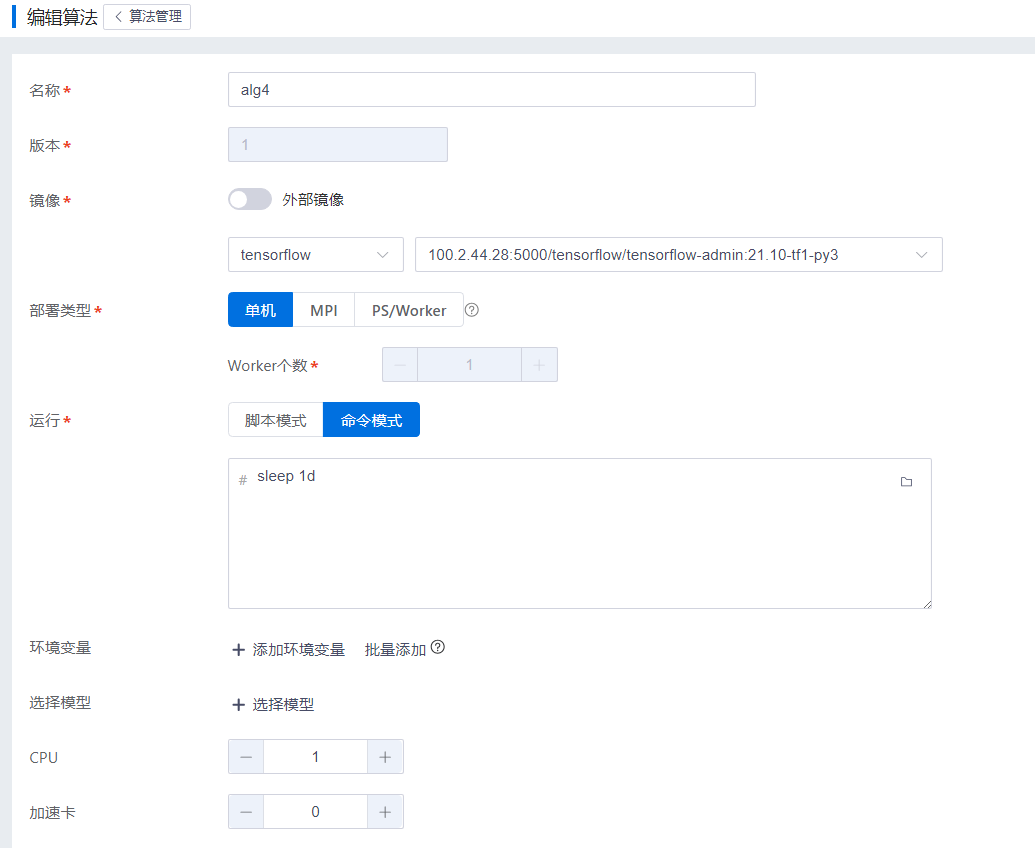 编辑算法 算法管理
名称* alg4
版本* 1
镜像* 外部镜像
tensorflow 100.2.44.28:5000/tensorflow/tensorflow-admin:21.10-tf1-py3
部署类型* 单机 MPI PS/Worker
Worker个数* 1
运行* 脚本模式 命令模式
# sleep 1d
环境变量 + 添加环境变量 批量添加
选择模型 + 选择模型
CPU 1
加速卡 0